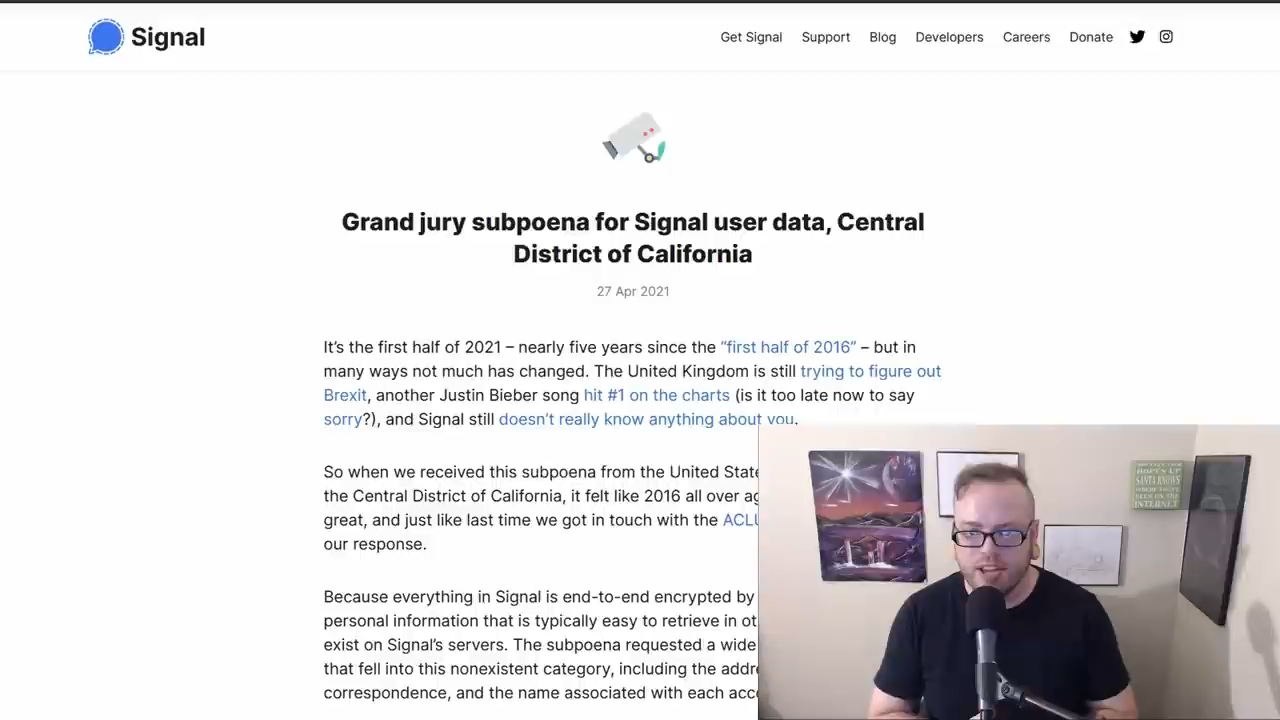 Signal
Get Signal Support Blog Developers Careers Donate
Grand jury subpoena for Signal user data, Central
District of California
27 Apr 2021
It’s the first half of 2021 – nearly five years since the “first half of 2016” – but in
many ways not much has changed. The United Kingdom is still trying to figure out
Brexit, another Justin Bieber song hit #1 on the charts (is it too late now to say
sorry?), and Signal still doesn’t really know anything about you.
So when we received this subpoena from the United State
the Central District of California, it felt like 2016 all over ag
great, and just like last time we got in touch with the ACLU
our response.
Because everything in Signal is end-to-end encrypted by
personal information that is typically easy to retrieve in ot
exist on Signal’s servers. The subpoena requested a wide
that fell into this nonexistent category, including the addre
correspondence, and the name associated with each acc
HOPE'S UP
SANTA KNOWS
INTERNET